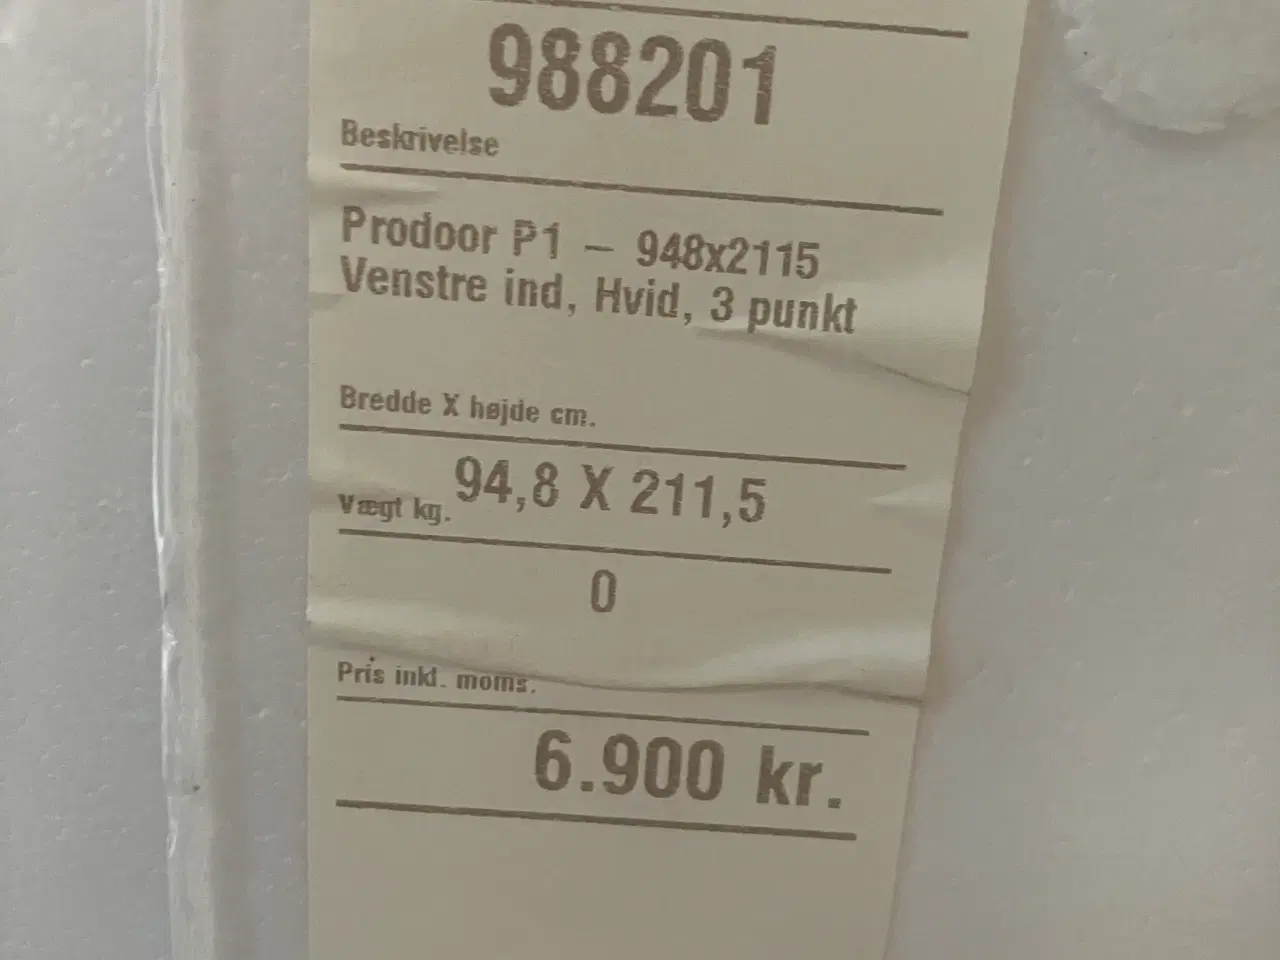 988201
Beskrivelse
Prodoor P1 – 948x2115
Venstre ind, Hvid, 3 punkt
Bredde X højde cm.
94,8 X 211,5
Vægt kg.
0
Pris inkl. moms.
6.900 kr.